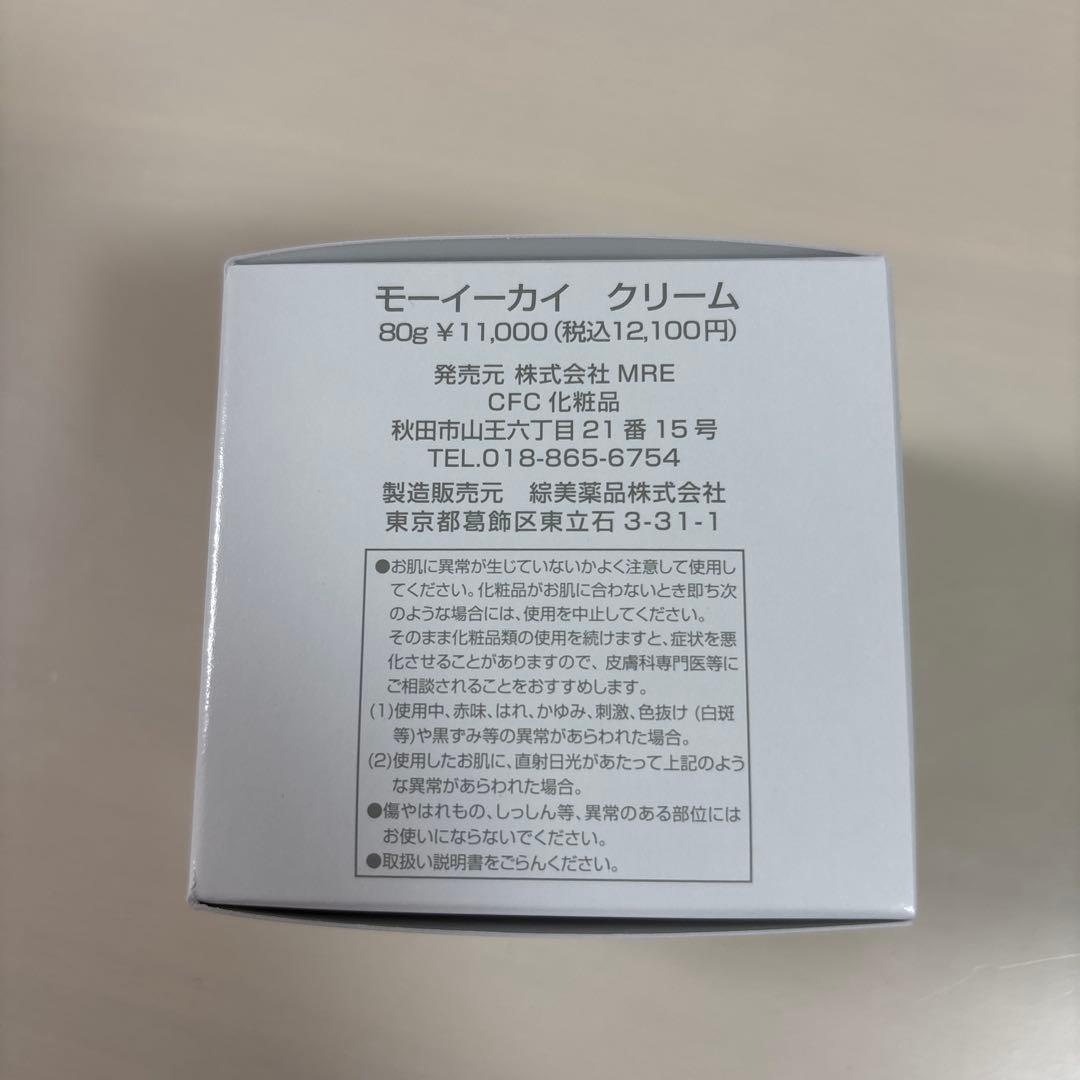 モーイーカイ　クリーム
80g ¥11,000（税込12,100円）
発売元 株式会社 MRE
CFC 化粧品
秋田市山王六丁目 21 番 15 号
TEL.018-865-6754
製造販売元　綜美薬品株式会社
東京都葛飾区東立石 3-31-1
●お肌に異常が生じていないかよく注意して使用し
てください。化粧品がお肌に合わないとき即ち次
のような場合には、使用を中止してください。
そのまま化粧品類の使用を続けますと、症状を悪
化させることがありますので、皮膚科専門医等に
ご相談されることをおすすめします。
(1)使用中、赤味、はれ、かゆみ、刺激、色抜け (白斑
等)や黒ずみ等の異常があらわれた場合。
(2)使用したお肌に、直射日光があたって上記のよう
な異常があらわれた場合。
●傷やはれもの、しっしん等、異常のある部位には
お使いにならないでください。
●取扱い説明書をごらんください。